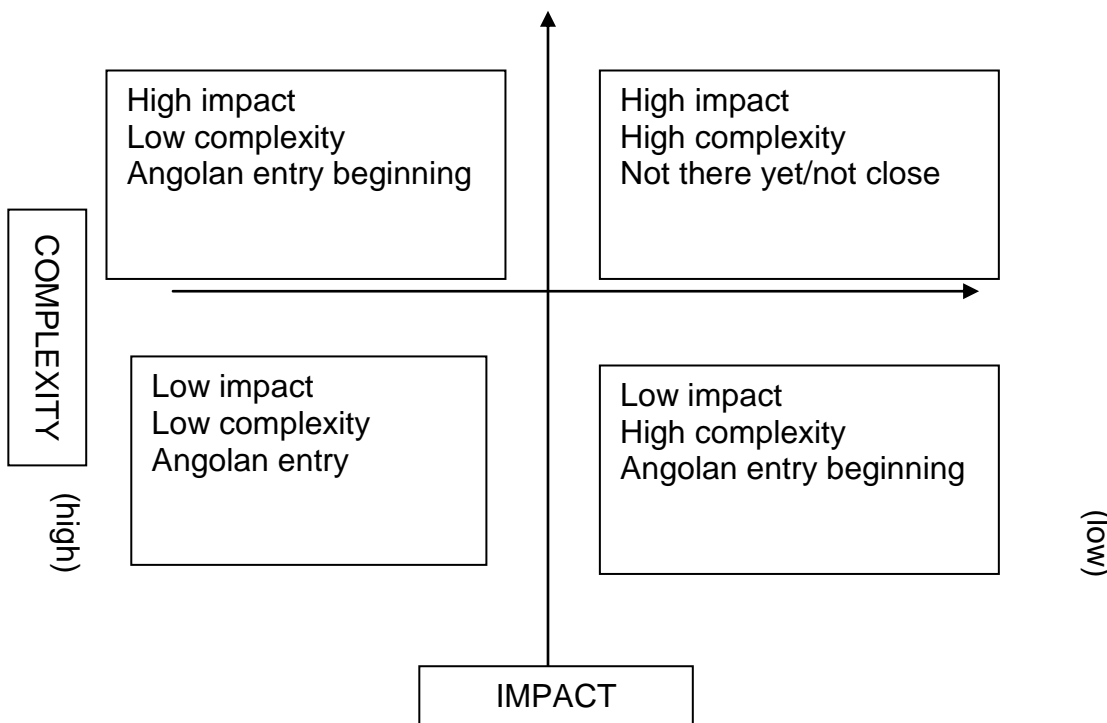 High impact
Low complexity
Angolan entry beginning
High impact
High complexity
Not there yet/not close
COMPLEXITY
(high)
Low impact
Low complexity
Angolan entry
Low impact
High complexity
Angolan entry beginning
(low)
IMPACT